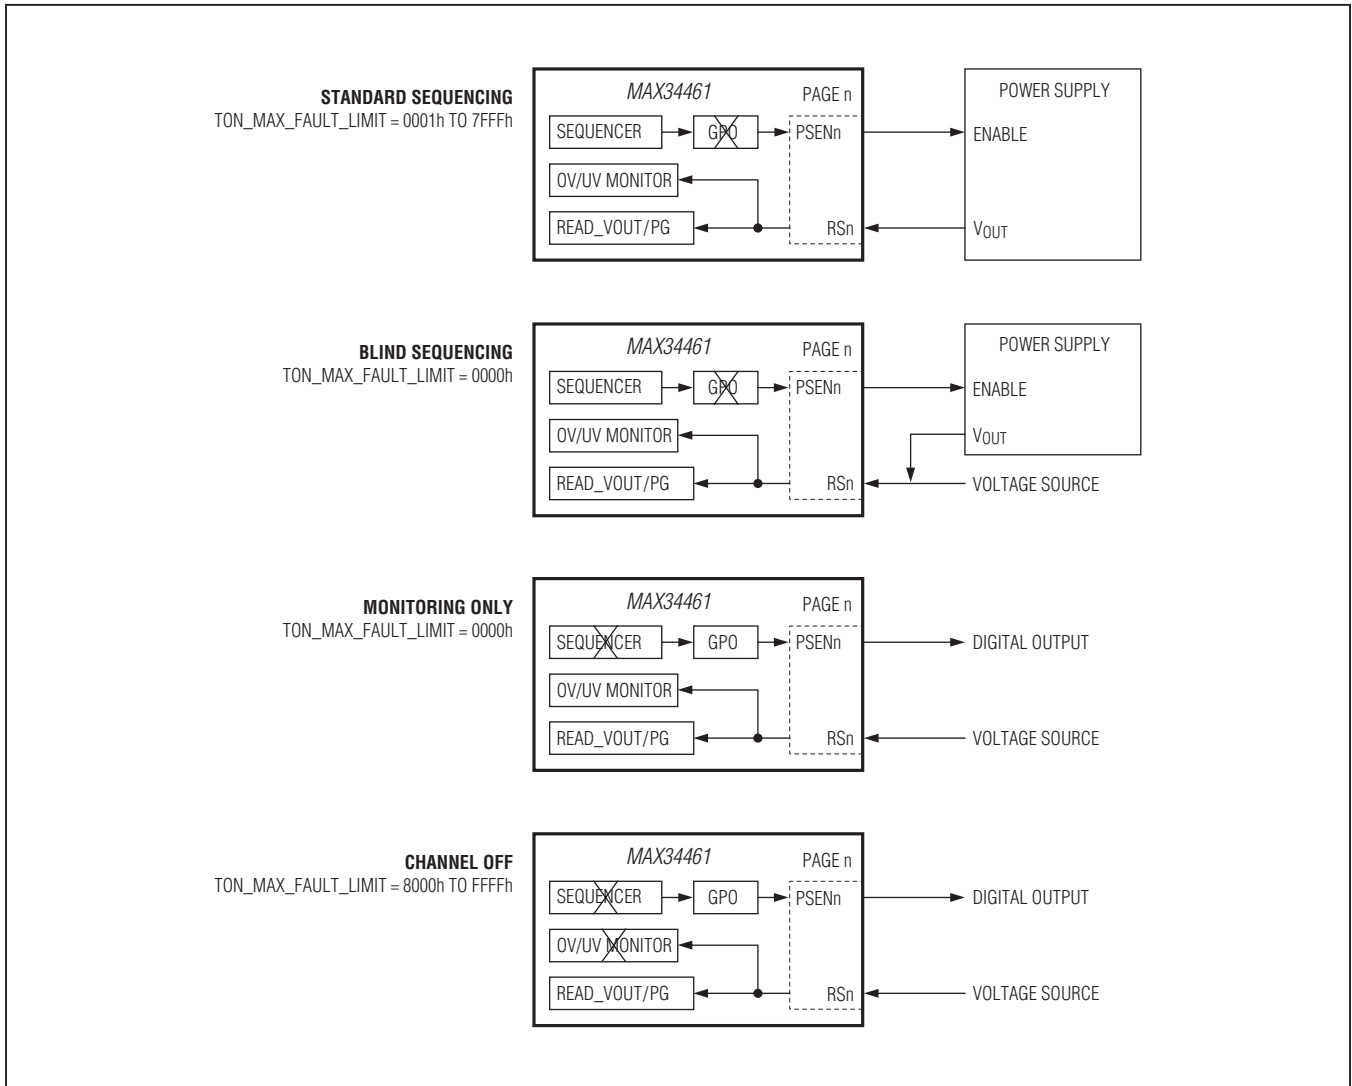 STANDARD SEQUENCING
TON_MAX_FAULT_LIMIT = 0001h TO 7FFFh
MAX34461
PAGE n
SEQUENCER
GPO
PSENn
OV/UV MONITOR
READ_VOUT/PG
RSn
POWER SUPPLY
ENABLE
VOUT
BLIND SEQUENCING
TON_MAX_FAULT_LIMIT = 0000h
MAX34461
PAGE n
SEQUENCER
GPO
PSENn
OV/UV MONITOR
READ_VOUT/PG
RSn
POWER SUPPLY
ENABLE
VOUT
VOLTAGE SOURCE
MONITORING ONLY
TON_MAX_FAULT_LIMIT = 0000h
MAX34461
PAGE n
SEQUENCER
GPO
PSENn
DIGITAL OUTPUT
OV/UV MONITOR
READ_VOUT/PG
RSn
VOLTAGE SOURCE
CHANNEL OFF
TON_MAX_FAULT_LIMIT = 8000h TO FFFFh
MAX34461
PAGE n
SEQUENCER
GPO
PSENn
DIGITAL OUTPUT
OV/UV MONITOR
READ_VOUT/PG
RSn
VOLTAGE SOURCE